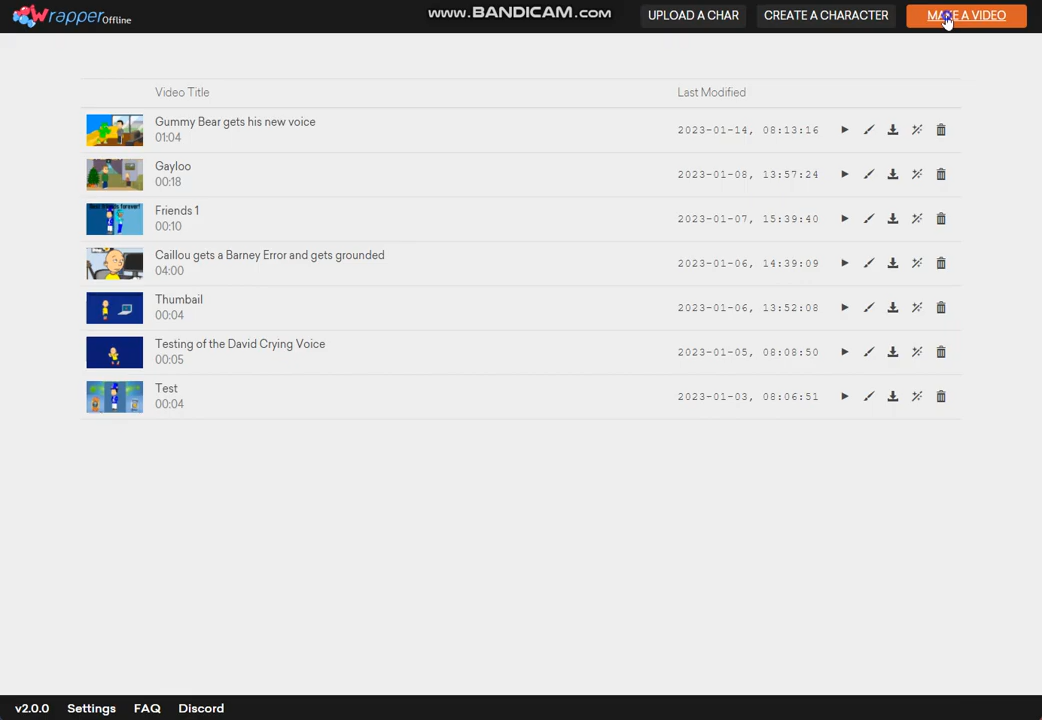 Wrapper Offline
www.BANDICAM.com
UPLOAD A CHAR
CREATE A CHARACTER
MAKE A VIDEO
Video Title
Last Modified
Gummy Bear gets his new voice
01:04
2023-01-14, 08:13:16
Gayloo
00:18
2023-01-08, 13:57:24
Friends 1
00:10
2023-01-07, 15:39:40
Caillou gets a Barney Error and gets grounded
04:00
2023-01-06, 14:39:09
Thumbail
00:04
2023-01-06, 13:52:08
Testing of the David Crying Voice
00:05
2023-01-05, 08:08:50
Test
00:04
2023-01-03, 08:06:51
v2.0.0
Settings
FAQ
Discord